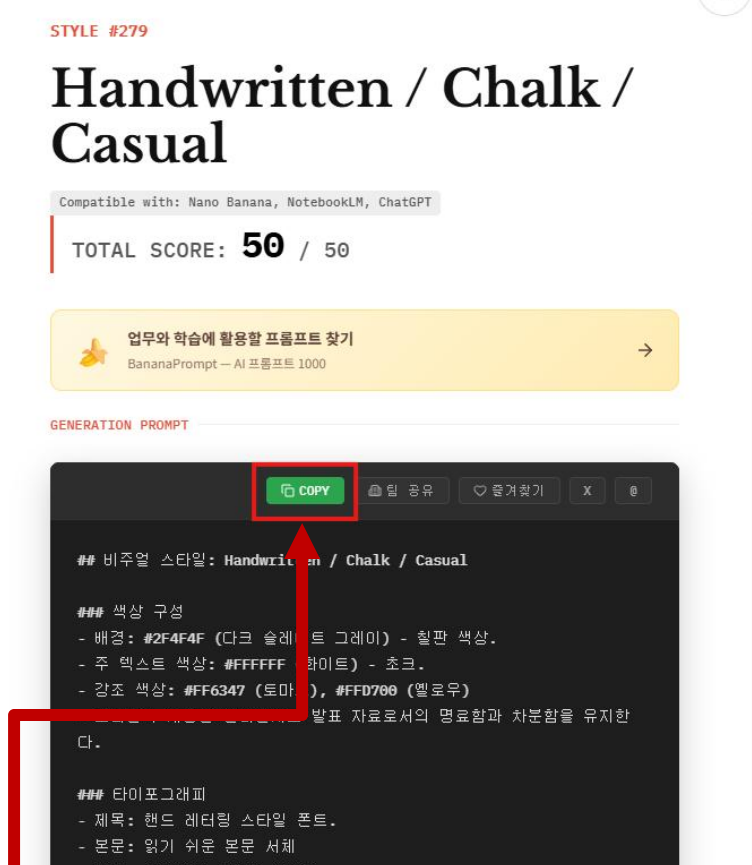 STYLE #279
Handwritten / Chalk /
Casual
Compatible with: Nano Banana, NotebookLM, ChatGPT
TOTAL SCORE: 50 / 50
업무와 학습에 활용할 프롬프트 찾기
BananaPrompt — AI 프롬프트 1000
GENERATION PROMPT
COPY 팀 공유 즐겨찾기 X @
## 비주얼 스타일: Handwritten / Chalk / Casual
### 색상 구성
- 배경: #2F4F4F (다크 슬레이트 그레이) - 칠판 색상.
- 주 텍스트 색상: #FFFFFF (화이트) - 초크.
- 강조 색상: #FF6347 (토마토), #FFD700 (옐로우)
발표 자료로서의 명료함과 차분함을 유지한
다.
### 타이포그래피
- 제목: 핸드 레터링 스타일 폰트.
- 본문: 읽기 쉬운 본문 서체